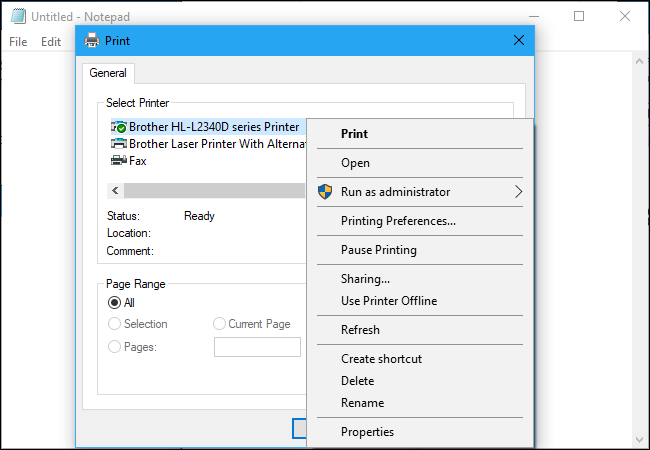 Untitled - Notepad
File Edit
Print
General
Select Printer
Brother HL-L2340D series Printer
Brother Laser Printer With Alternat
Fax
Status: Ready
Location:
Comment:
Page Range
All
Selection Current Page
Pages:
Print
Open
Run as administrator
Printing Preferences...
Pause Printing
Sharing...
Use Printer Offline
Refresh
Create shortcut
Delete
Rename
Properties